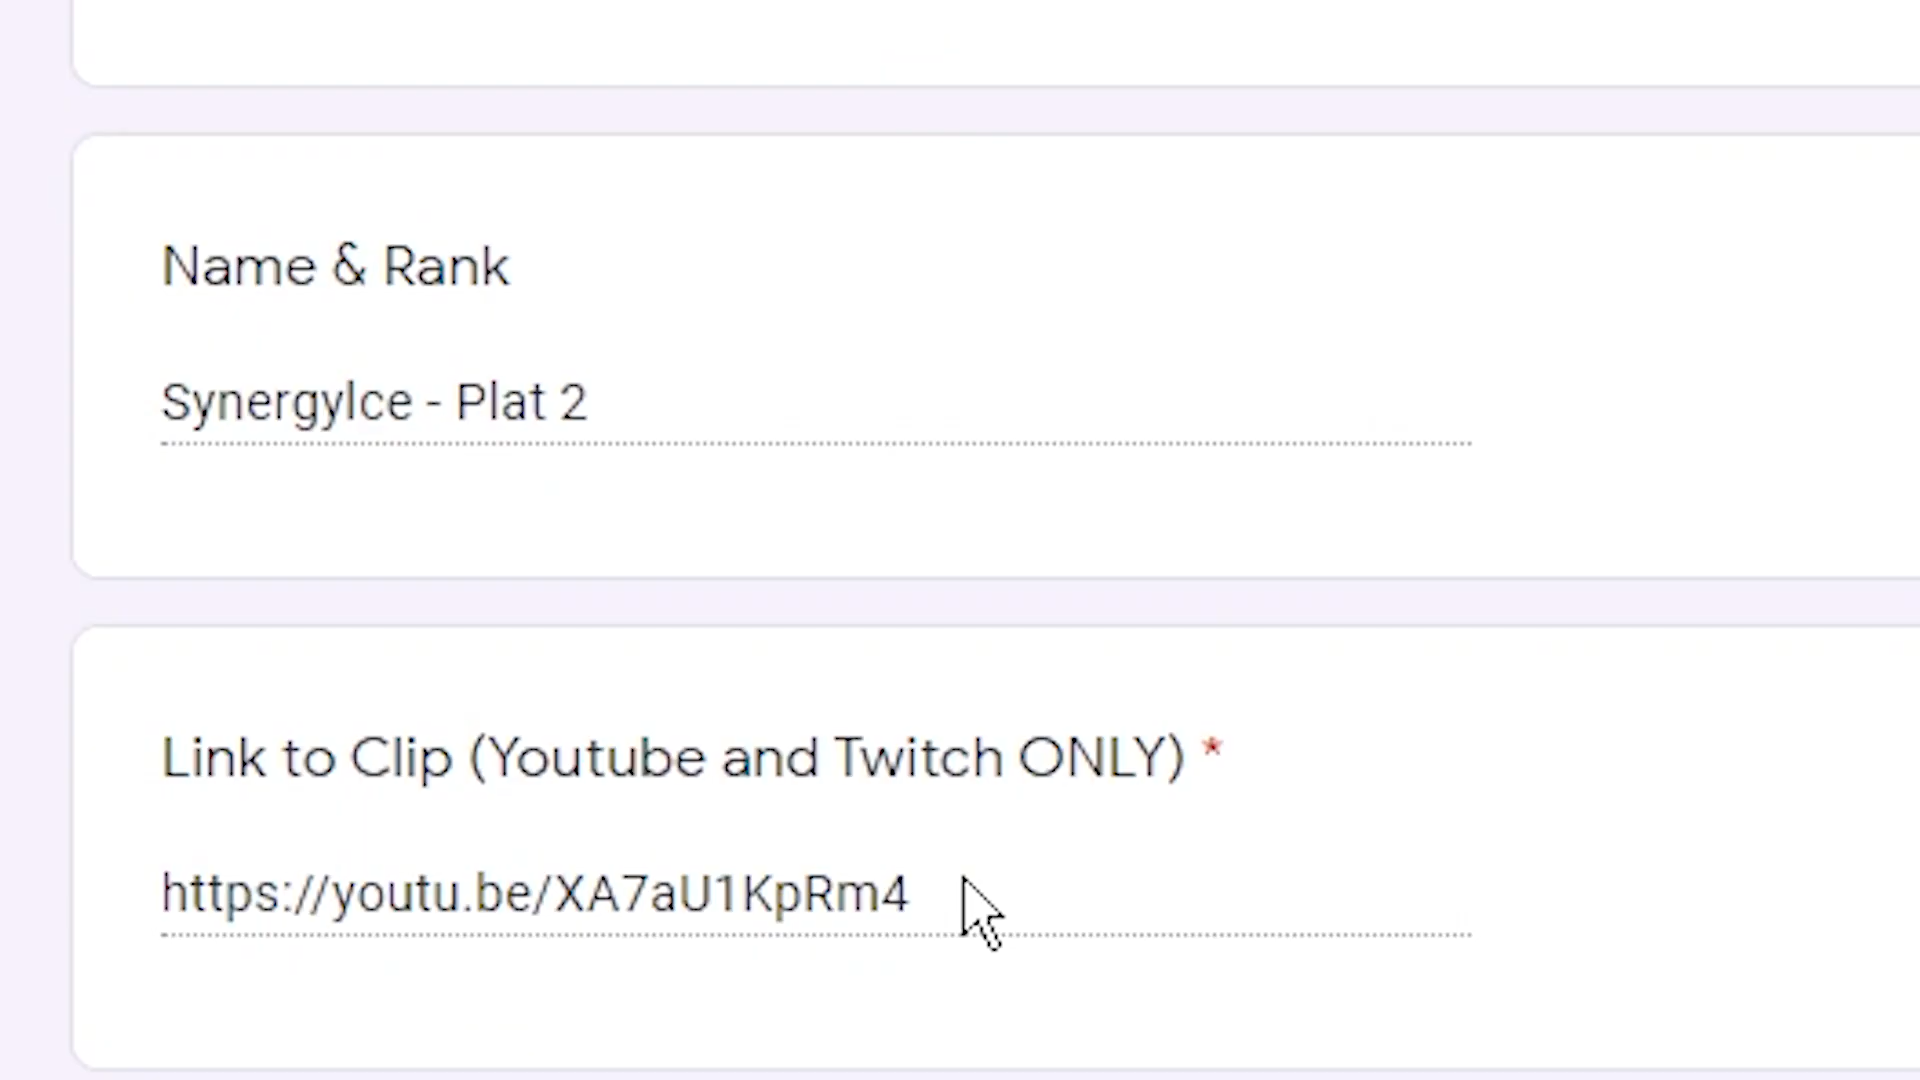 Name & Rank
SynergyIce - Plat 2
Link to Clip (Youtube and Twitch ONLY) *
https://youtu.be/XA7aU1KpRm4